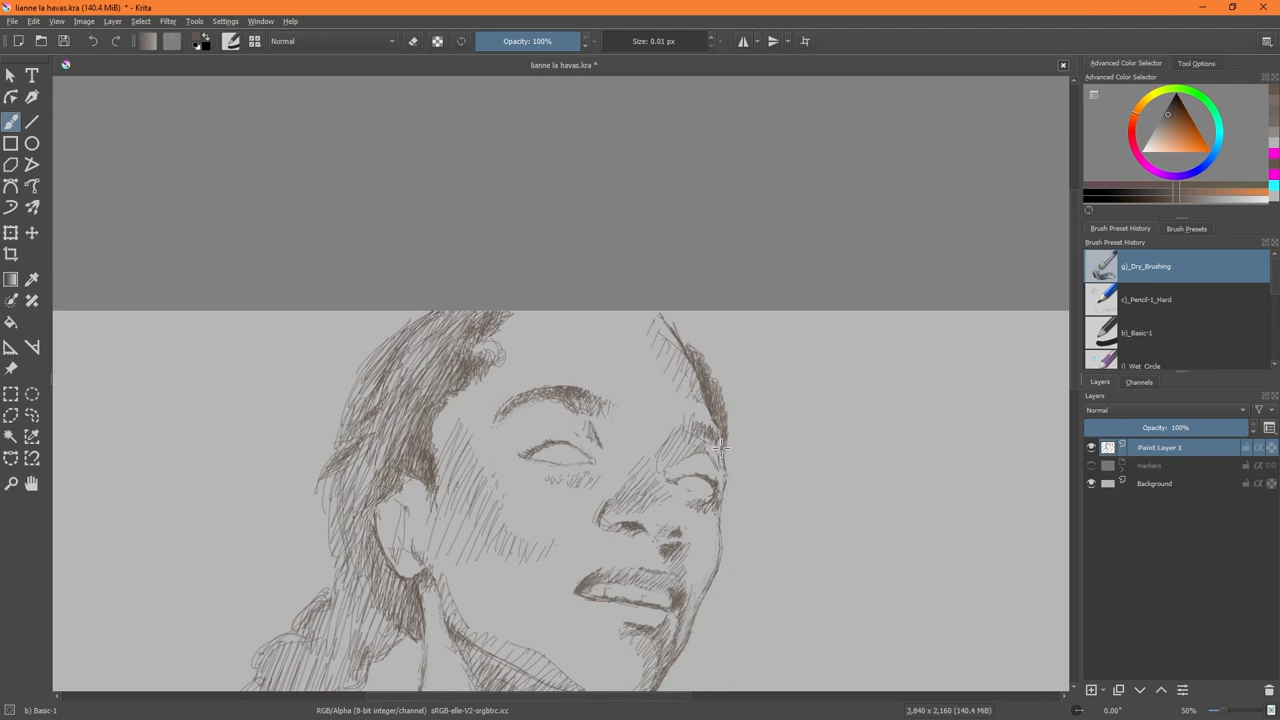 lianne la havas.kra (140.4 MiB) * - Krita
File Edit View Image Layer Select Filter Tools Settings Window Help
Normal
Opacity: 100%
Size: 0.01 px
lianne la havas.kra *
Advanced Color Selector
Tool Options
Advanced Color Selector
Brush Preset History
Brush Presets
Brush Preset History
g)_Dry_Brushing
c)_Pencil-1_Hard
b)_Basic-1
i)_Wet_Circle
Layers
Channels
Layers
Normal
Opacity: 100%
Paint Layer 1
markers
Background
b) Basic-1
RGB/Alpha (8-bit integer/channel) sRGB-elle-V2-srgbtrc.icc
3,840 x 2,160 (140.4 MiB)
0.00°
50%